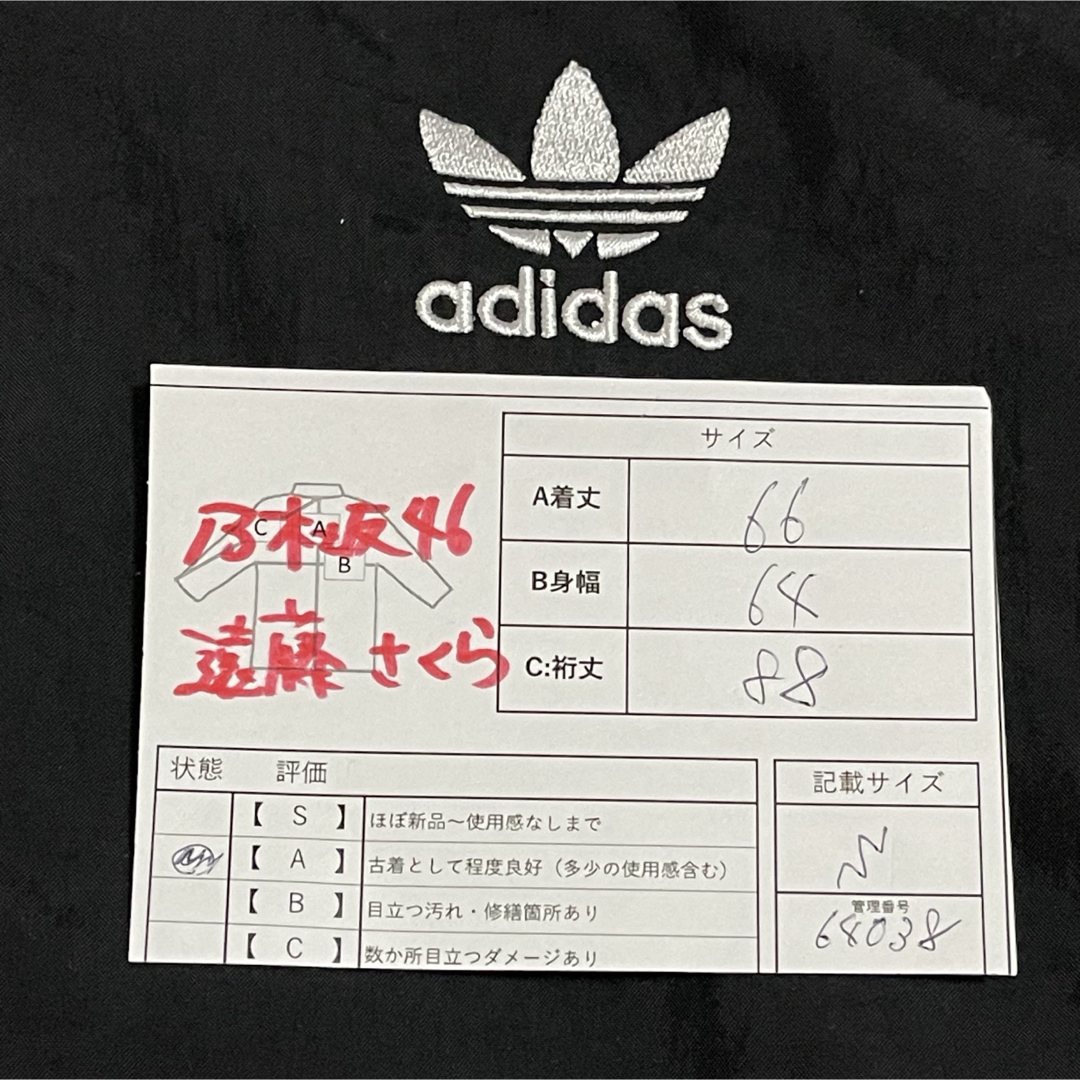 adidas
乃木坂46
C A
B
遠藤さくら
サイズ
A着丈 66
B身幅 64
C:裄丈 88
状態 評価
【 S 】 ほぼ新品〜使用感なしまで
【 A 】 古着として程度良好（多少の使用感含む）
【 B 】 目立つ汚れ・修繕箇所あり
【 C 】 数か所目立つダメージあり
記載サイズ
M
管理番号
64038